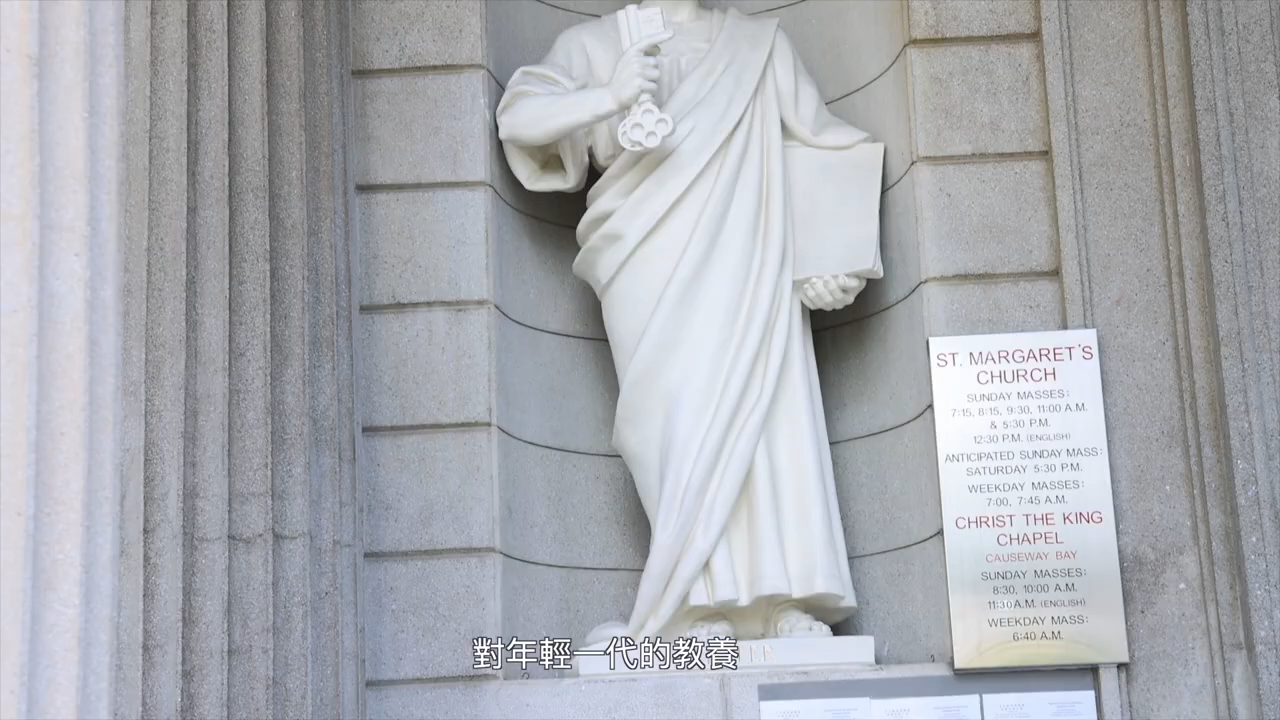 ST. MARGARET'S
CHURCH
SUNDAY MASSES:
7:15, 8:15, 9:30, 11:00 A.M.
& 5:30 P.M.
12:30 P.M. (ENGLISH)
ANTICIPATED SUNDAY MASS:
SATURDAY 5:30 P.M.
WEEKDAY MASSES:
7:00, 7:45 A.M.
CHRIST THE KING
CHAPEL
CAUSEWAY BAY
SUNDAY MASSES:
8:30, 10:00 A.M.
11:30 A.M. (ENGLISH)
WEEKDAY MASS:
6:40 A.M.
對年輕一代的教養